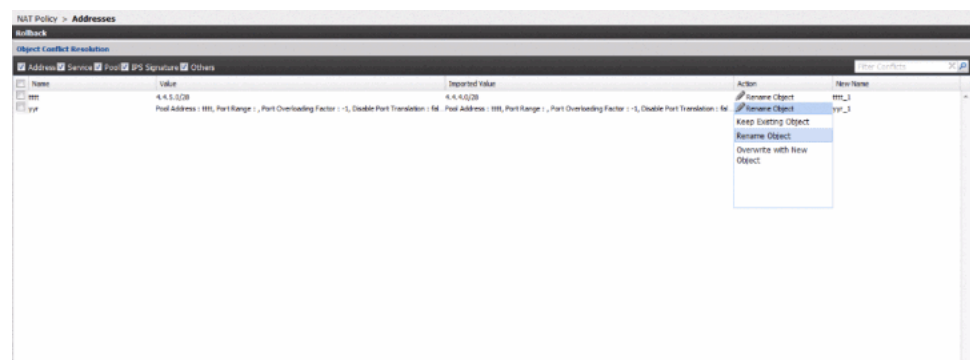 NAT Policy > Addresses
Rollback
Object Conflict Resolution
Address Service Pool IPS Signature Others Filter Conflicts
Name Value Imported Value Action New Name
tttt 4.4.5.0/28 4.4.4.0/28 Rename Object tttt_1
yyr Pool Address : tttt, Port Range : , Port Overloading Factor : -1, Disable Port Translation : fal... Pool Address : tttt, Port Range : , Port Overloading Factor : -1, Disable Port Translation : fal... Rename Object yyr_1
Keep Existing Object
Rename Object
Overwrite with New
Object